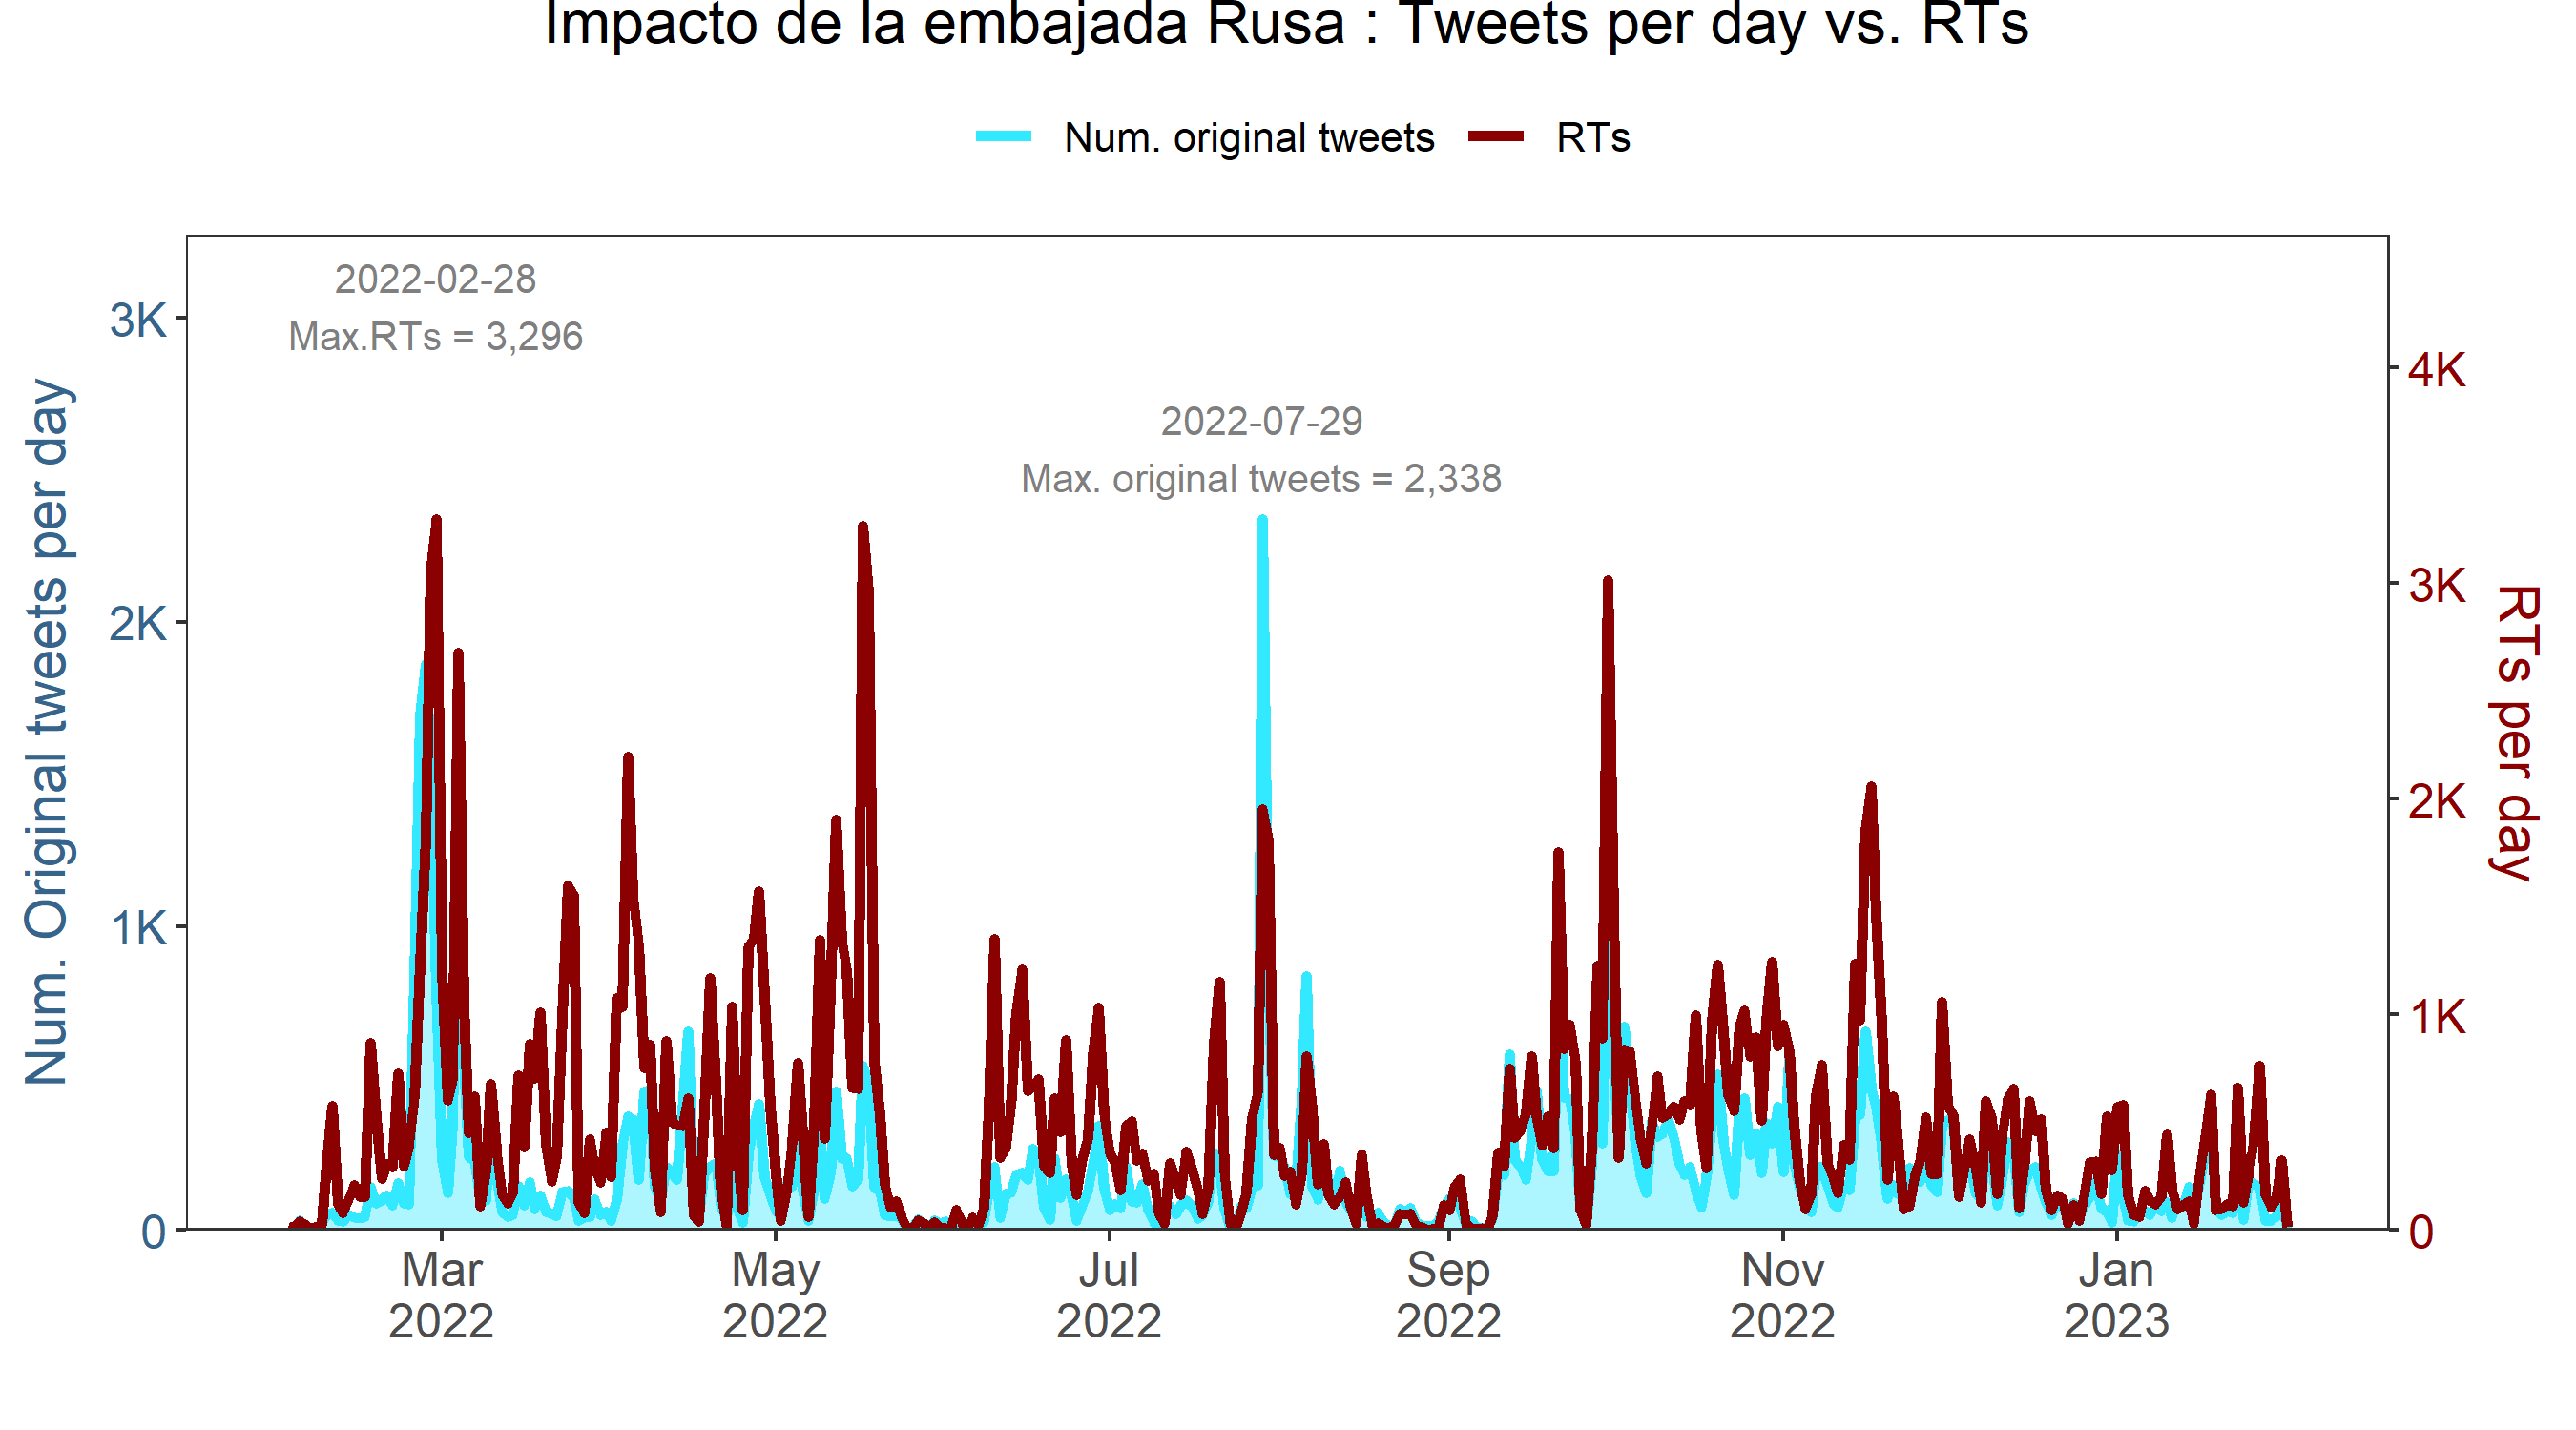 Impacto de la embajada Rusa : Tweets per day vs. RTs
Num. original tweets
RTs
2022-02-28
Max.RTs = 3,296
2022-07-29
Max. original tweets = 2,338
Num. Original tweets per day
3K
2K
1K
0
RTs per day
4K
3K
2K
1K
0
Mar
2022
May
2022
Jul
2022
Sep
2022
Nov
2022
Jan
2023